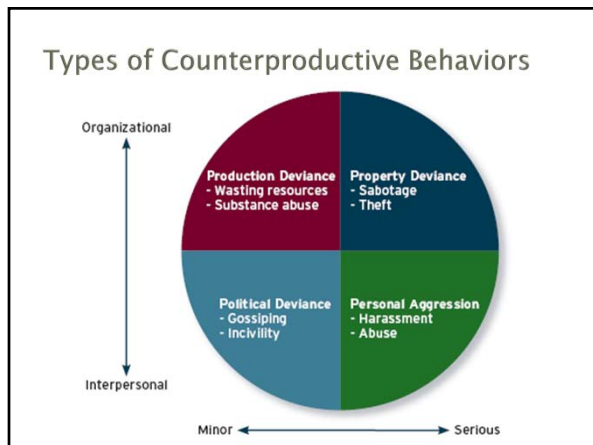 Types of Counterproductive Behaviors
Organizational
Production Deviance
- Wasting resources
- Substance abuse
Property Deviance
- Sabotage
- Theft
Political Deviance
- Gossiping
- Incivility
Personal Aggression
- Harassment
- Abuse
Interpersonal
Minor
Serious